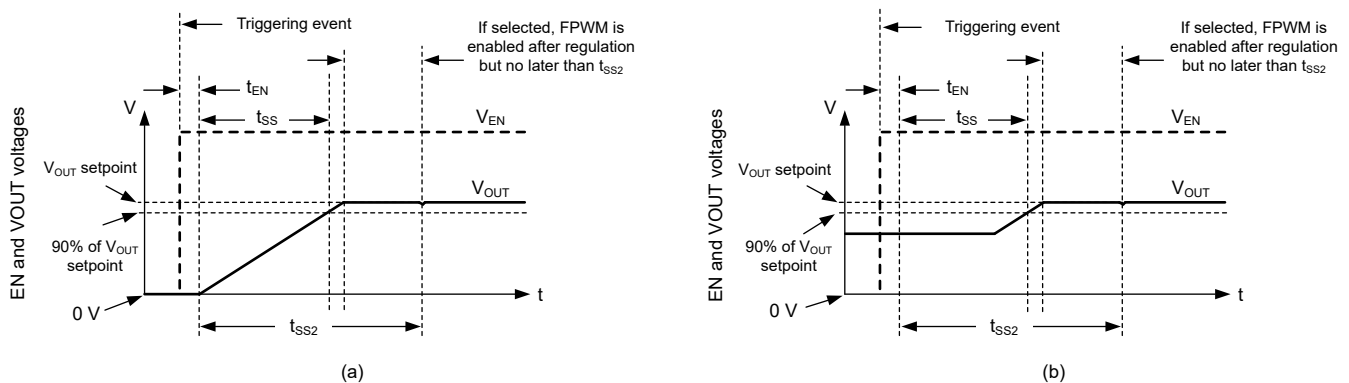 Triggering event
If selected, FPWM is
enabled after regulation
but no later than tSS2
tEN
V
tSS
VEN
VOUT setpoint
VOUT
90% of VOUT
setpoint
0 V
t
tSS2
EN and VOUT voltages
(a)
Triggering event
If selected, FPWM is
enabled after regulation
but no later than tSS2
tEN
V
tSS
VEN
VOUT setpoint
VOUT
90% of VOUT
setpoint
0 V
t
tSS2
EN and VOUT voltages
(b)